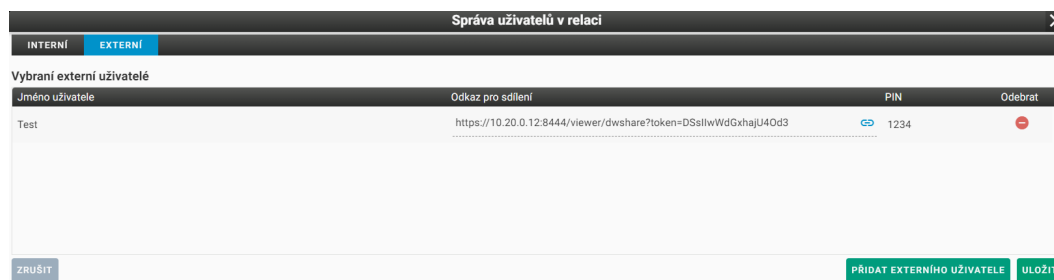 Správa uživatelů v relaci
INTERNÍ EXTERNÍ
Vybraní externí uživatelé
Jméno uživatele Odkaz pro sdílení PIN Odebrat
Test https://10.20.0.12:8444/viewer/dwshare?token=DSsIIwWdGxhajU4Od3 1234
ZRUŠIT PŘIDAT EXTERNÍHO UŽIVATELE ULOŽIT